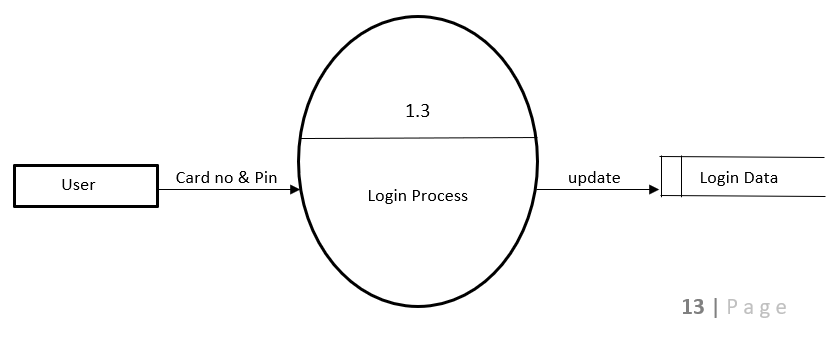 1.3
User
Card no & Pin
Login Process
update
Login Data
13 | Page